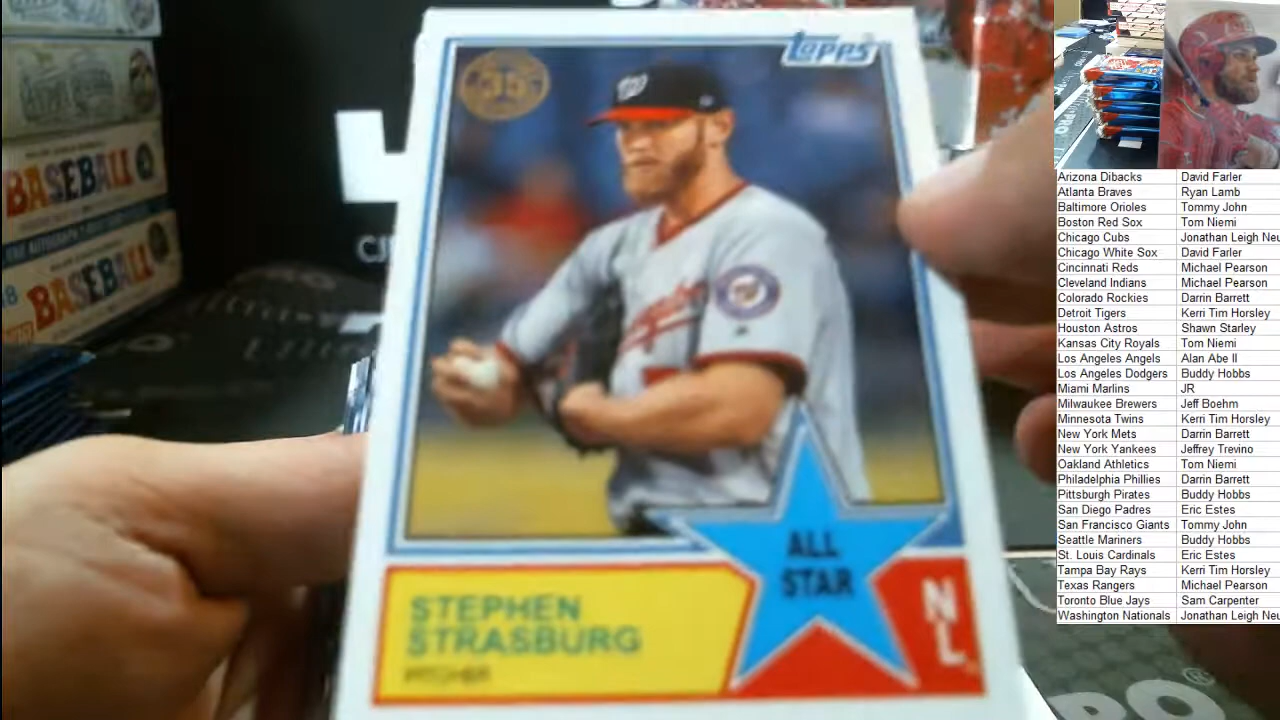 Topps
35
W
W
ALL
STAR
NL
STEPHEN
STRASBURG
PITCHER
BASEBALL
BASEBALL
PRO
®
Arizona Dibacks David Farler
Atlanta Braves Ryan Lamb
Baltimore Orioles Tommy John
Boston Red Sox Tom Niemi
Chicago Cubs Jonathan Leigh Neu
Chicago White Sox David Farler
Cincinnati Reds Michael Pearson
Cleveland Indians Michael Pearson
Colorado Rockies Darrin Barrett
Detroit Tigers Kerri Tim Horsley
Houston Astros Shawn Starley
Kansas City Royals Tom Niemi
Los Angeles Angels Alan Abe II
Los Angeles Dodgers Buddy Hobbs
Miami Marlins JR
Milwaukee Brewers Jeff Boehm
Minnesota Twins Kerri Tim Horsley
New York Mets Darrin Barrett
New York Yankees Jeffrey Trevino
Oakland Athletics Tom Niemi
Philadelphia Phillies Darrin Barrett
Pittsburgh Pirates Buddy Hobbs
San Diego Padres Eric Estes
San Francisco Giants Tommy John
Seattle Mariners Buddy Hobbs
St. Louis Cardinals Eric Estes
Tampa Bay Rays Kerri Tim Horsley
Texas Rangers Michael Pearson
Toronto Blue Jays Sam Carpenter
Washington Nationals Jonathan Leigh Neu